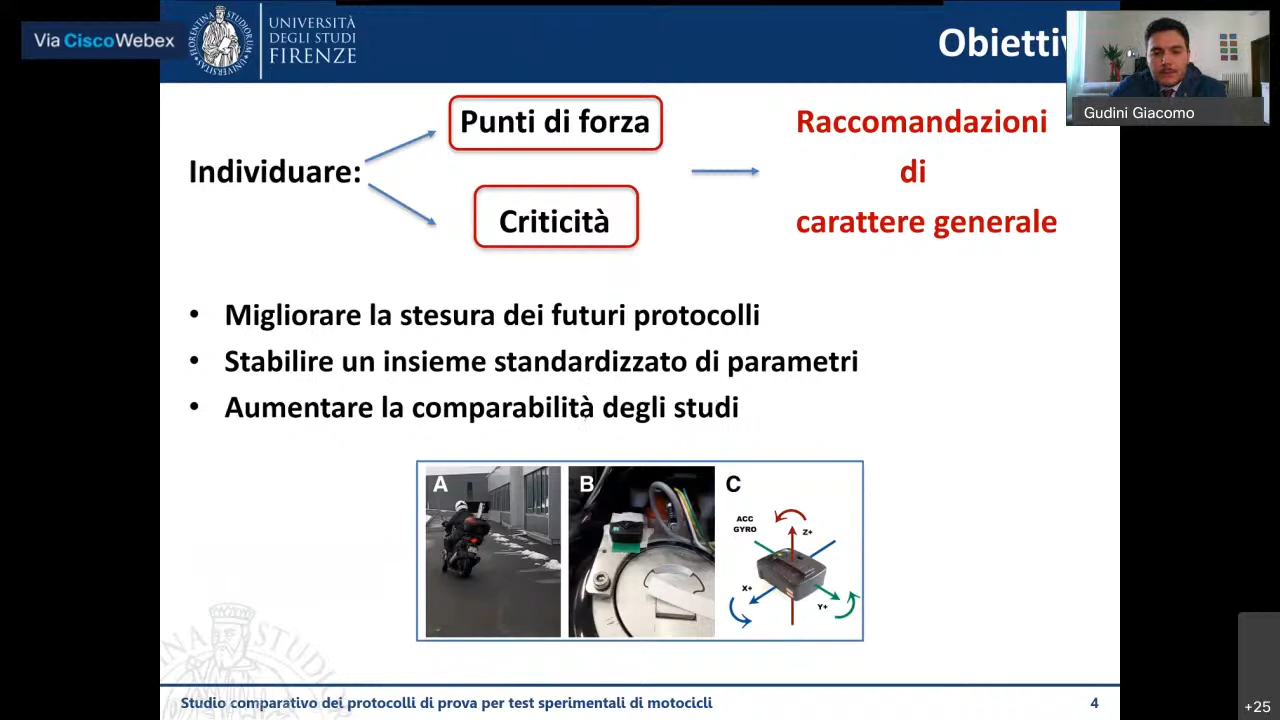 Via Cisco Webex
UNIVERSITÀ
DEGLI STUDI
FIRENZE
Obiettiv
Gudini Giacomo
Individuare:
Punti di forza
Criticità
Raccomandazioni
di
carattere generale
• Migliorare la stesura dei futuri protocolli
• Stabilire un insieme standardizzato di parametri
• Aumentare la comparabilità degli studi
A
B
C
ACC
GYRO
Z+
X+
Y+
Studio comparativo dei protocolli di prova per test sperimentali di motocicli
4
+25